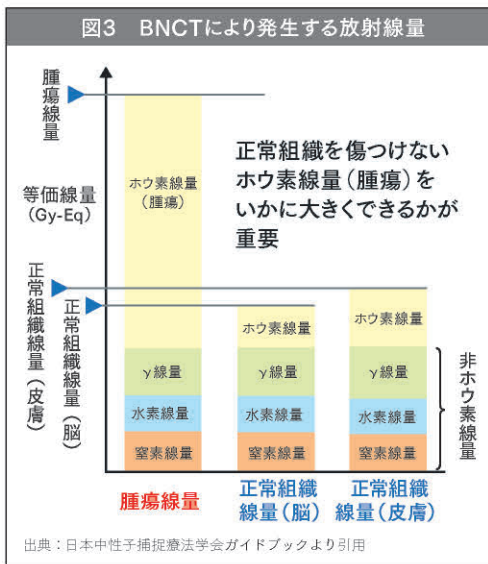 図3 BNCTにより発生する放射線量
腫瘍線量
等価線量
(Gy-Eq)
正常組織線量(皮膚)
正常組織線量(脳)
正常組織を傷つけない
ホウ素線量(腫瘍)を
いかに大きくできるかが
重要
ホウ素線量
(腫瘍)
γ線量
水素線量
窒素線量
ホウ素線量
γ線量
水素線量
窒素線量
ホウ素線量
γ線量
水素線量
窒素線量
非ホウ素線量
腫瘍線量
正常組織
線量(脳)
正常組織
線量(皮膚)
出典:日本中性子捕捉療法学会ガイドブックより引用